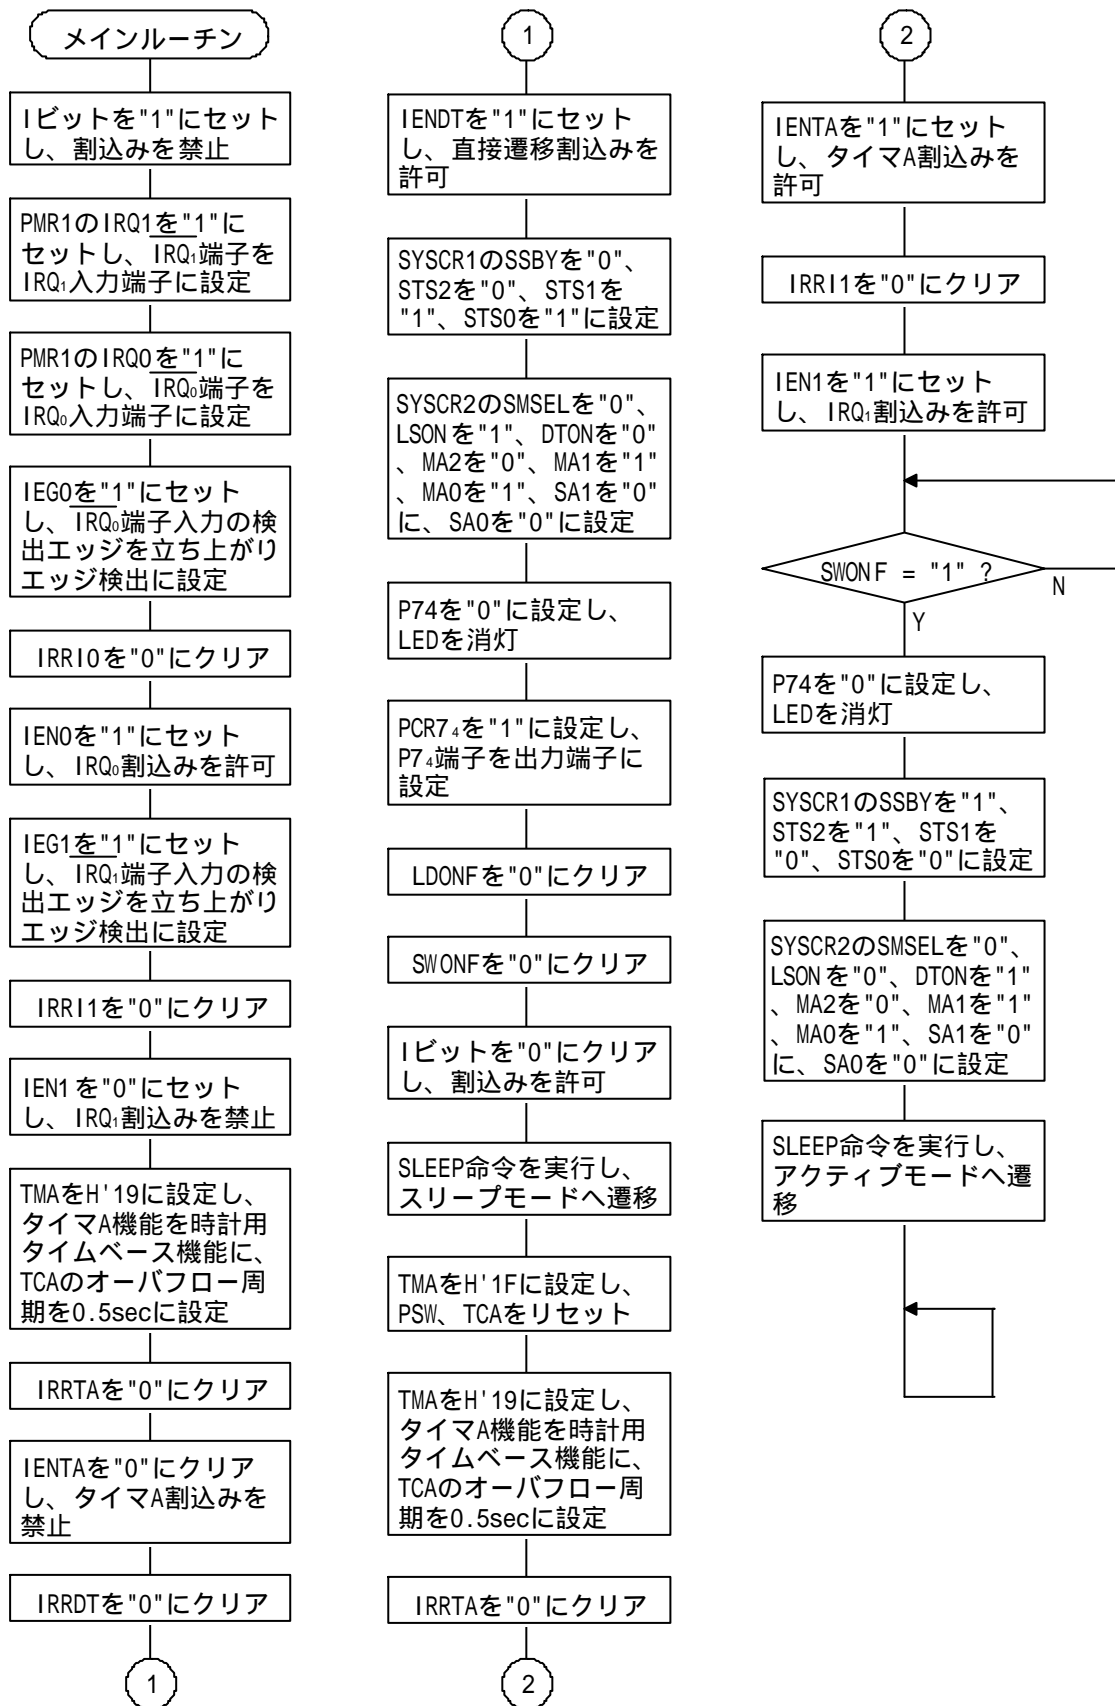 メインルーチン
Iビットを"1"にセット
し、割込みを禁止
PMR1のIRQ1を"1"に
セットし、IRQ₁端子を
IRQ₁入力端子に設定
PMR1のIRQ0を"1"に
セットし、IRQ₀端子を
IRQ₀入力端子に設定
IEG0を"1"にセット
し、IRQ₀端子入力の検
出エッジを立ち上がり
エッジ検出に設定
IRRI0を"0"にクリア
IEN0を"1"にセット
し、IRQ₀割込みを許可
IEG1を"1"にセット
し、IRQ₁端子入力の検
出エッジを立ち上がり
エッジ検出に設定
IRRI1を"0"にクリア
IEN1を"0"にセット
し、IRQ₁割込みを禁止
TMAをH'19に設定し、
タイマA機能を時計用
タイムベース機能に、
TCAのオーバフロー周
期を0.5secに設定
IRRTAを"0"にクリア
IENTAを"0"にクリア
し、タイマA割込みを
禁止
IRRDTを"0"にクリア
1
1
IENDTを"1"にセット
し、直接遷移割込みを
許可
SYSCR1のSSBYを"0"、
STS2を"0"、STS1を
"1"、STS0を"1"に設定
SYSCR2のSMSELを"0"、
LSONを"1"、DTONを"0"
、MA2を"0"、MA1を"1"
、MA0を"1"、SA1を"0"
に、SA0を"0"に設定
P74を"0"に設定し、
LEDを消灯
PCR7₄を"1"に設定し、
P7₄端子を出力端子に
設定
LDONFを"0"にクリア
SWONFを"0"にクリア
Iビットを"0"にクリア
し、割込みを許可
SLEEP命令を実行し、
スリープモードへ遷移
TMAをH'1Fに設定し、
PSW、TCAをリセット
TMAをH'19に設定し、
タイマA機能を時計用
タイムベース機能に、
TCAのオーバフロー周
期を0.5secに設定
IRRTAを"0"にクリア
2
2
IENTAを"1"にセット
し、タイマA割込みを
許可
IRRI1を"0"にクリア
IEN1を"1"にセット
し、IRQ₁割込みを許可
SWONF = "1" ?
N
Y
P74を"0"に設定し、
LEDを消灯
SYSCR1のSSBYを"1"、
STS2を"1"、STS1を
"0"、STS0を"0"に設定
SYSCR2のSMSELを"0"、
LSONを"0"、DTONを"1"
、MA2を"0"、MA1を"1"
、MA0を"1"、SA1を"0"
に、SA0を"0"に設定
SLEEP命令を実行し、
アクティブモードへ遷
移